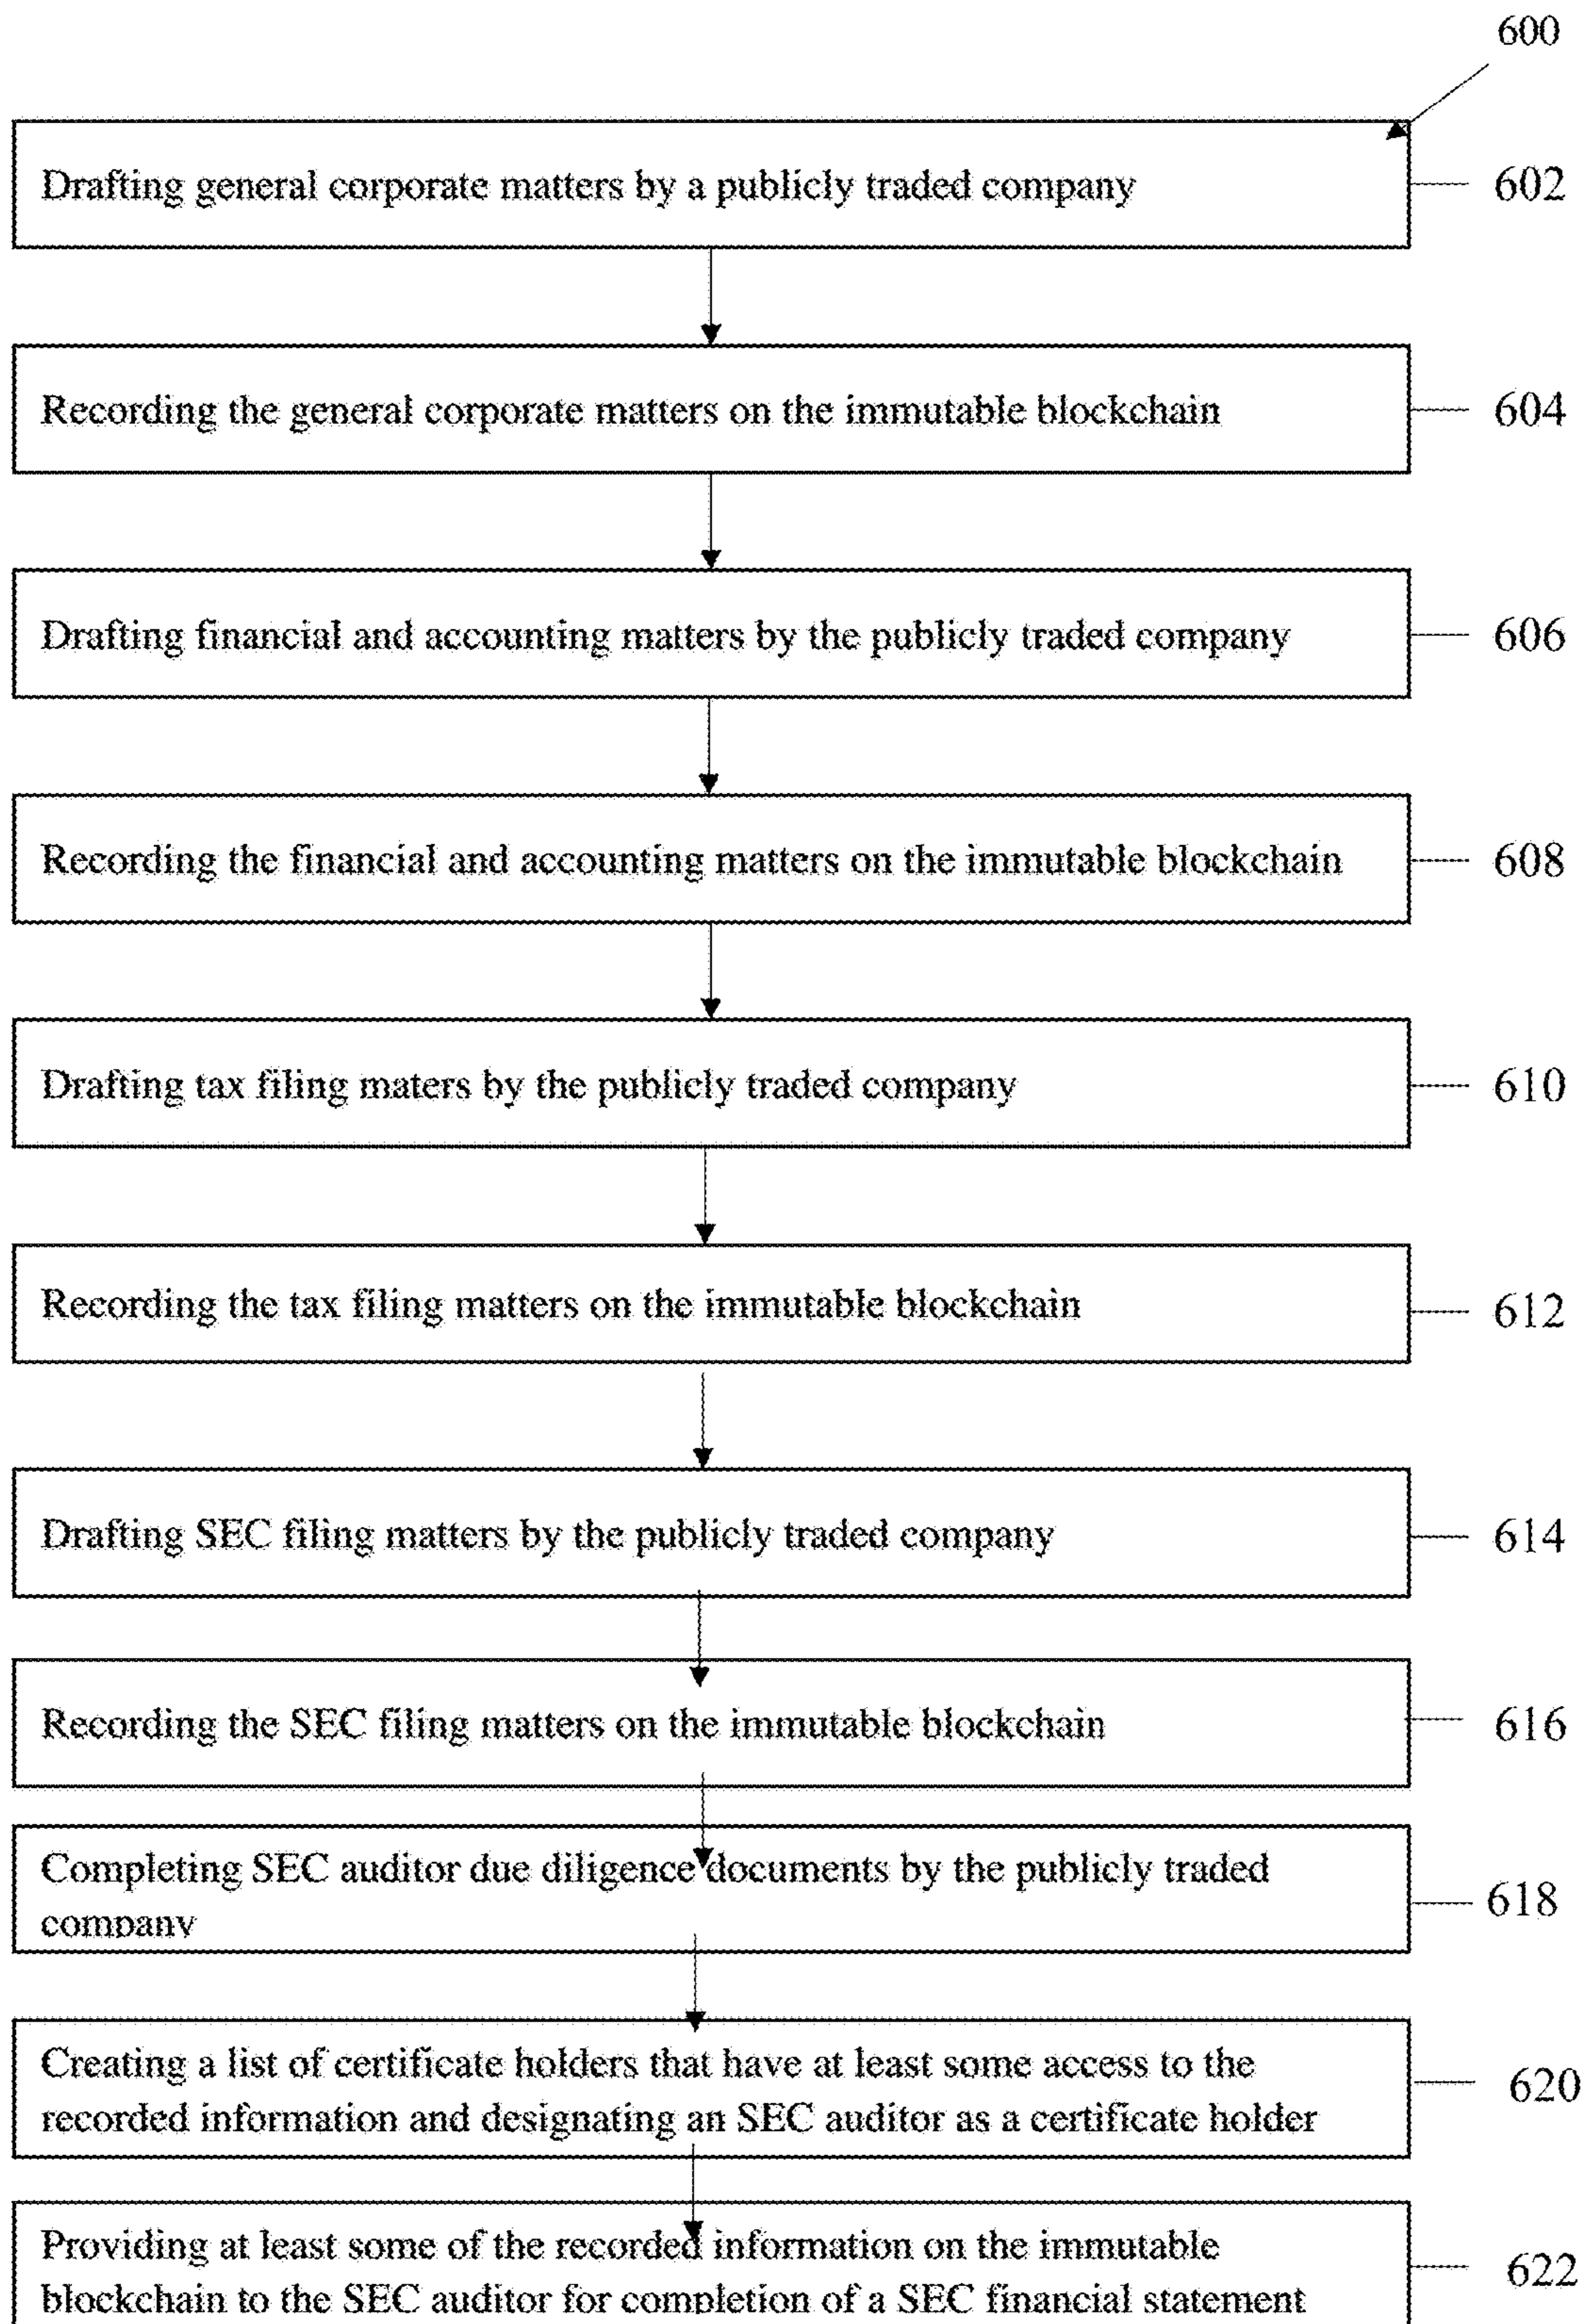 600
Drafting general corporate matters by a publicly traded company
602
Recording the general corporate matters on the immutable blockchain
604
Drafting financial and accounting matters by the publicly traded company
606
Recording the financial and accounting matters on the immutable blockchain
608
Drafting tax filing maters by the publicly traded company
610
Recording the tax filing matters on the immutable blockchain
612
Drafting SEC filing matters by the publicly traded company
614
Recording the SEC filing matters on the immutable blockchain
616
Completing SEC auditor due diligence documents by the publicly traded
company
618
Creating a list of certificate holders that have at least some access to the
recorded information and designating an SEC auditor as a certificate holder
620
Providing at least some of the recorded information on the immutable
blockchain to the SEC auditor for completion of a SEC financial statement
622